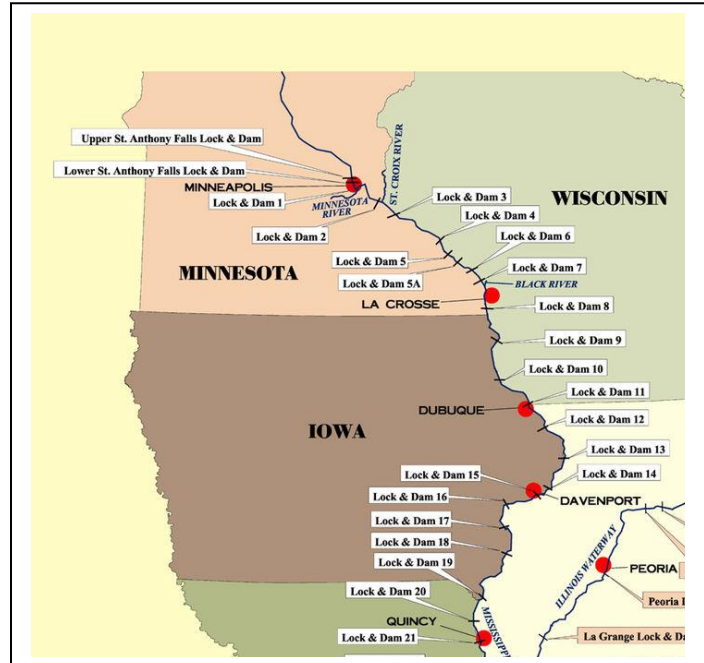 Upper St. Anthony Falls Lock & Dam
Lower St. Anthony Falls Lock & Dam
MINNEAPOLIS
Lock & Dam 1
MINNESOTA
RIVER
ST. CROIX RIVER
Lock & Dam 2
Lock & Dam 3
Lock & Dam 4
WISCONSIN
Lock & Dam 6
Lock & Dam 5
Lock & Dam 7
MINNESOTA
Lock & Dam 5A
BLACK RIVER
LA CROSSE
Lock & Dam 8
Lock & Dam 9
Lock & Dam 10
Lock & Dam 11
DUBUQUE
Lock & Dam 12
IOWA
Lock & Dam 13
Lock & Dam 15
Lock & Dam 14
Lock & Dam 16
DAVENPORT
Lock & Dam 17
Lock & Dam 18
Lock & Dam 19
ILLINOIS WATERWAY
PEORIA
Lock & Dam 20
Peoria
MISSISSIPPI
QUINCY
Lock & Dam 21
La Grange Lock & Da